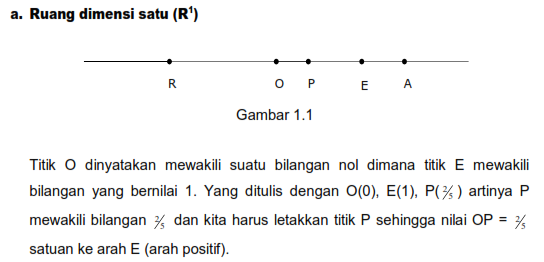 a. Ruang dimensi satu (R¹)
R O P E A
Gambar 1.1
Titik O dinyatakan mewakili suatu bilangan nol dimana titik E mewakili
bilangan yang bernilai 1. Yang ditulis dengan O(0), E(1), P(⅖) artinya P
mewakili bilangan ⅖ dan kita harus letakkan titik P sehingga nilai OP = ⅖
satuan ke arah E (arah positif).